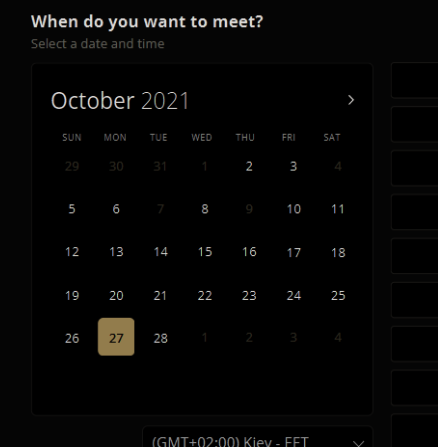 When do you want to meet?
Select a date and time
October 2021
SUN MON TUE WED THU FRI SAT
29 30 31 1 2 3 4
5 6 7 8 9 10 11
12 13 14 15 16 17 18
19 20 21 22 23 24 25
26 27 28 1 2 3 4
(GMT+02:00) Kiev - EET